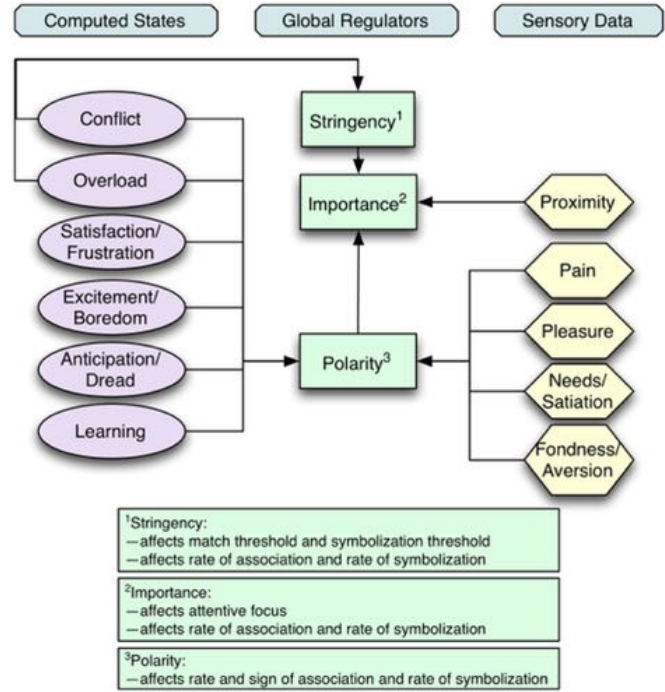 Computed States
Global Regulators
Sensory Data
Conflict
Overload
Satisfaction/
Frustration
Excitement/
Boredom
Anticipation/
Dread
Learning
Stringency¹
Importance²
Polarity³
Proximity
Pain
Pleasure
Needs/
Satiation
Fondness/
Aversion
¹Stringency:
—affects match threshold and symbolization threshold
—affects rate of association and rate of symbolization
²Importance:
—affects attentive focus
—affects rate of association and rate of symbolization
³Polarity:
—affects rate and sign of association and rate of symbolization